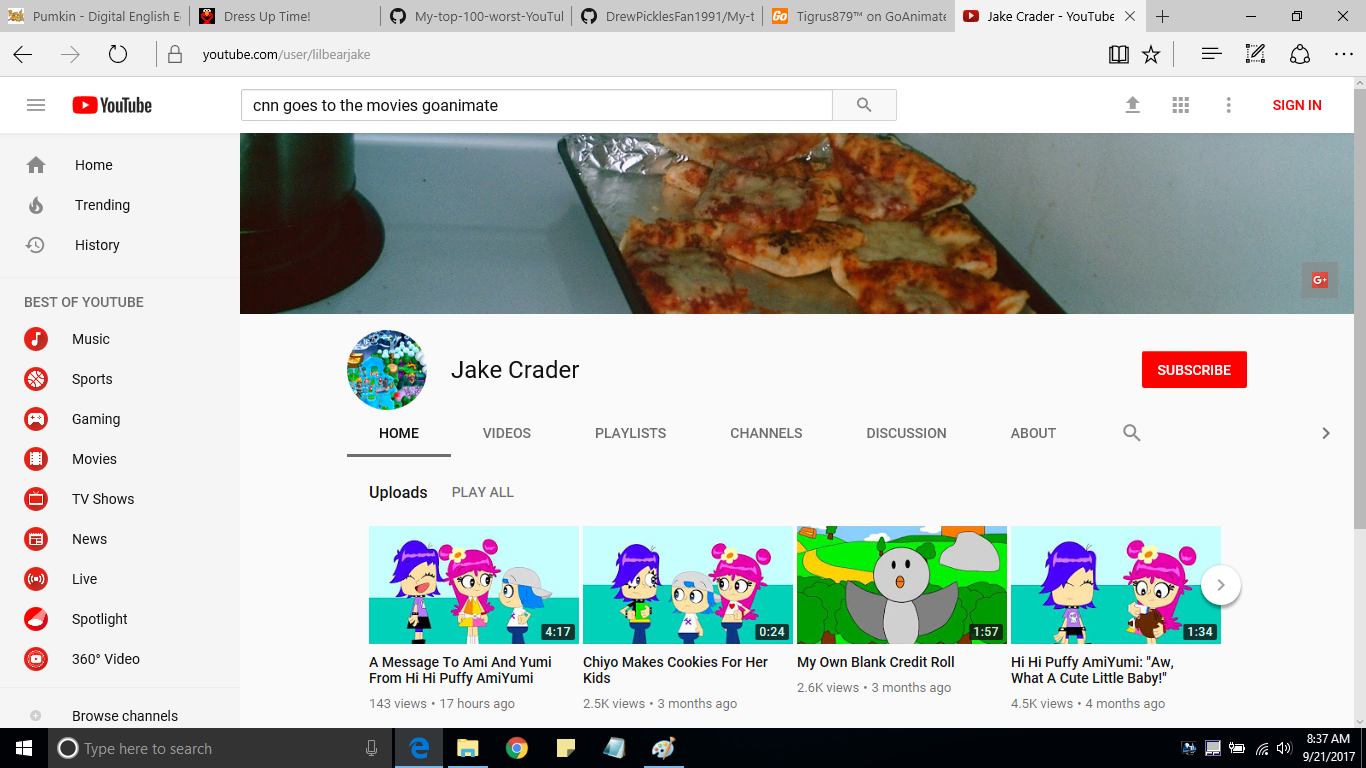 Pumkin - Digital English E
Dress Up Time!
My-top-100-worst-YouTul
DrewPicklesFan1991/My-t
Go
Tigrus879™ on GoAnimate
Jake Crader - YouTube
youtube.com/user/lilbearjake
YouTube
cnn goes to the movies goanimate
SIGN IN
Home
Trending
History
BEST OF YOUTUBE
Music
Sports
Gaming
Movies
TV Shows
News
Live
Spotlight
360° Video
Browse channels
G+
Jake Crader
SUBSCRIBE
HOME
VIDEOS
PLAYLISTS
CHANNELS
DISCUSSION
ABOUT
Uploads
PLAY ALL
4:17
0:24
1:57
1:34
A Message To Ami And Yumi
From Hi Hi Puffy AmiYumi
143 views • 17 hours ago
Chiyo Makes Cookies For Her
Kids
2.5K views • 3 months ago
My Own Blank Credit Roll
2.6K views • 3 months ago
Hi Hi Puffy AmiYumi: "Aw,
What A Cute Little Baby!"
4.5K views • 4 months ago
Type here to search
8:37 AM
9/21/2017